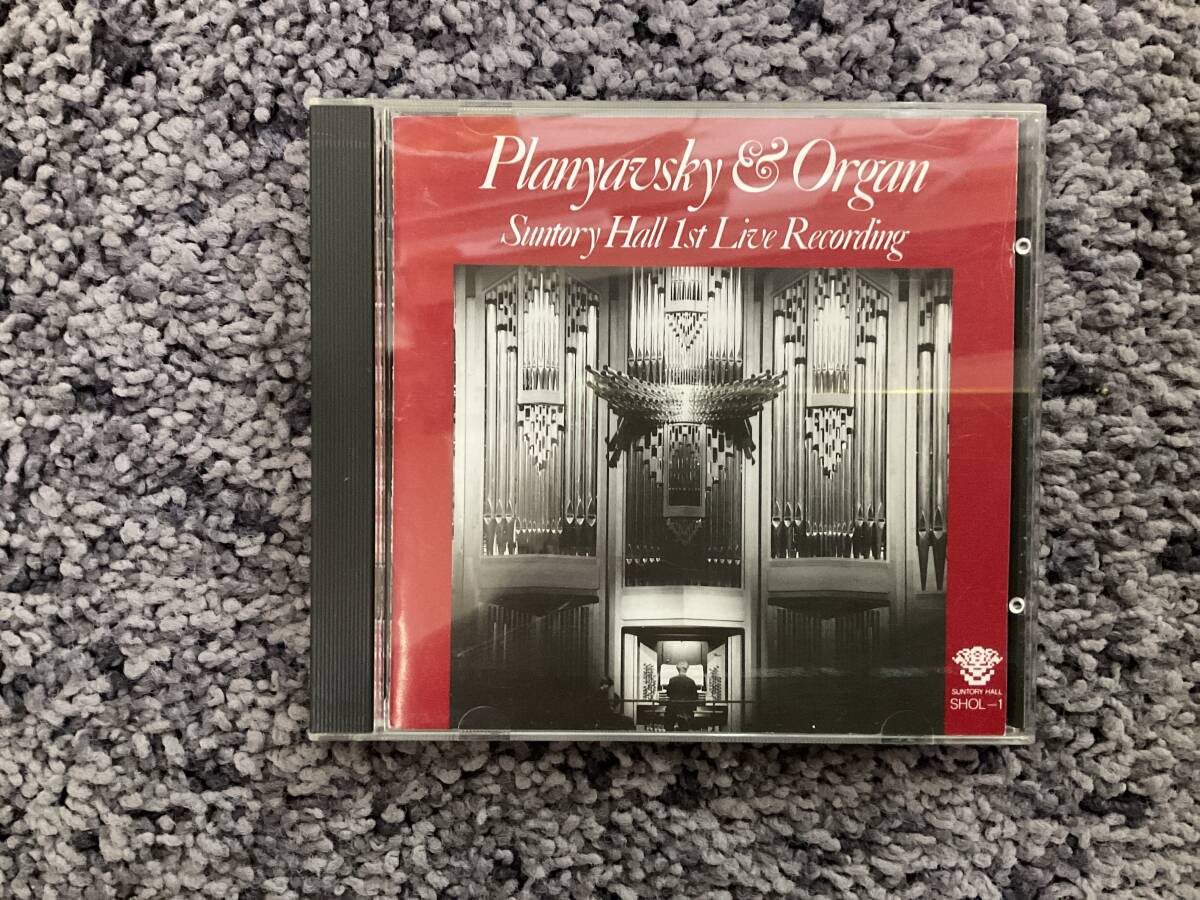 Planyavsky & Organ
Suntory Hall 1st Live Recording
SUNTORY HALL
SHOL-1